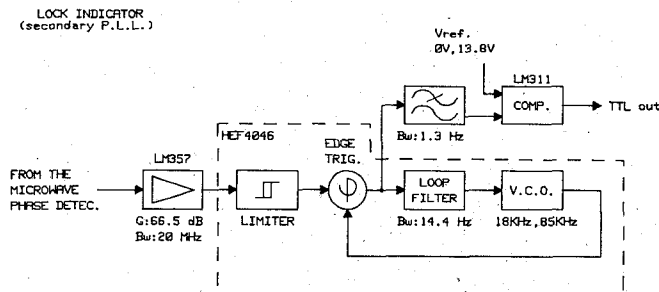 LOCK INDICATOR
(secondary P.L.L.)
Vref.
0V,13.8V
LM311
COMP.
TTL out
Bw:1.3 Hz
HEF4046
EDGE
TRIG.
LM357
FROM THE
MICROWAVE
PHASE DETEC.
G:66.5 dB
Bw:20 MHz
LIMITER
φ
LOOP
FILTER
Bw:14.4 Hz
V.C.O.
18KHz,85KHz